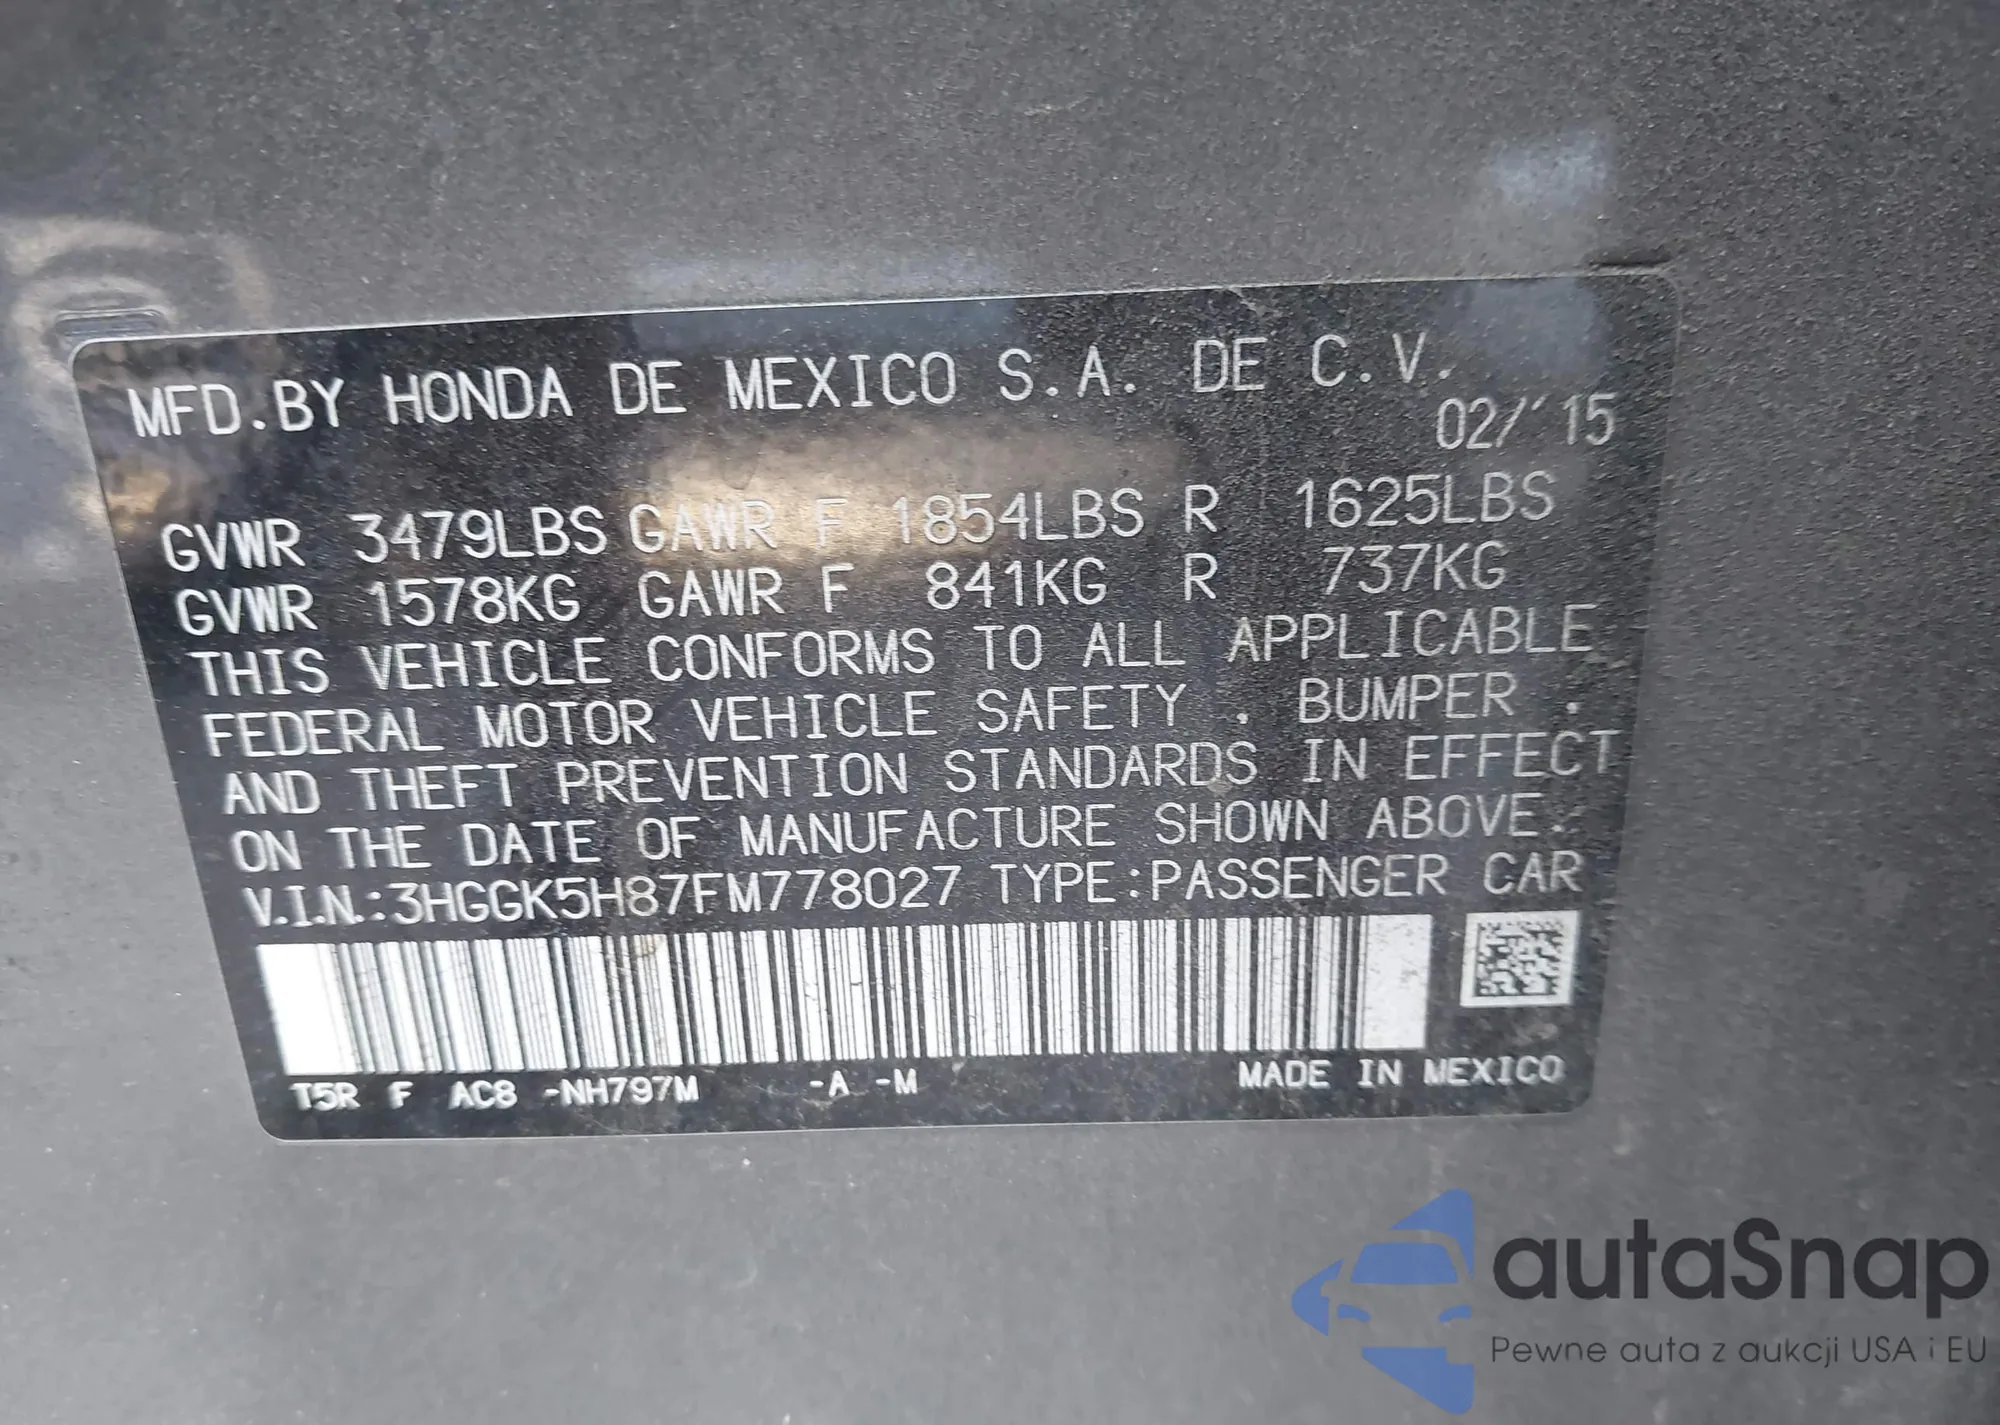 MFD.BY HONDA DE MEXICO S.A. DE C.V.
02/'15
GVWR 3479LBS GAWR F 1854LBS R 1625LBS
GVWR 1578KG GAWR F 841KG R 737KG
THIS VEHICLE CONFORMS TO ALL APPLICABLE
FEDERAL MOTOR VEHICLE SAFETY , BUMPER ,
AND THEFT PREVENTION STANDARDS IN EFFECT
ON THE DATE OF MANUFACTURE SHOWN ABOVE.
V.I.N.:3HGGK5H87FM778027 TYPE:PASSENGER CAR
T5R F AC8 -NH797M -A -M MADE IN MEXICO
autaSnap
Pewne auta z aukcji USA i EU